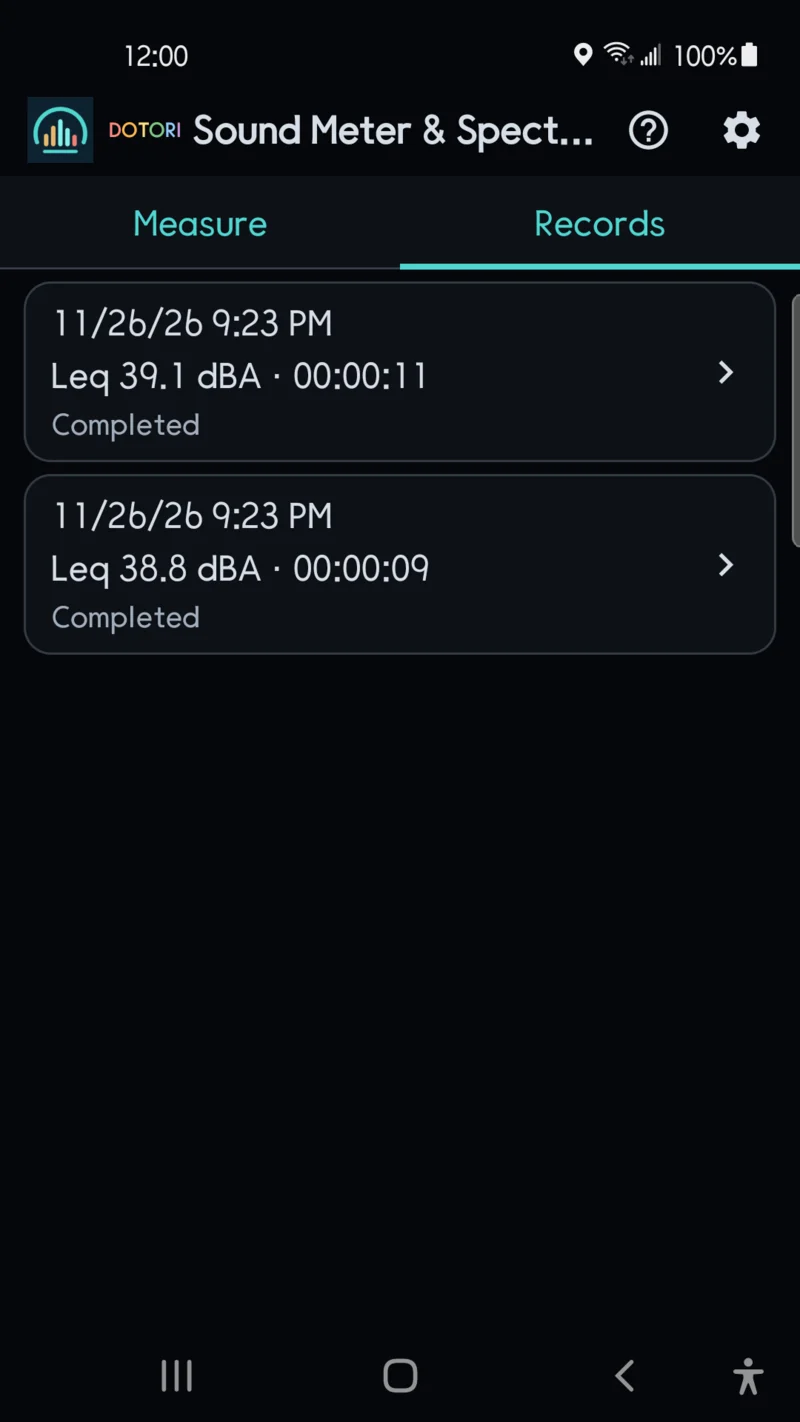 12:00 100%
DOTORI Sound Meter & Spect...
Measure Records
11/26/26 9:23 PM
Leq 39.1 dBA · 00:00:11
Completed
11/26/26 9:23 PM
Leq 38.8 dBA · 00:00:09
Completed